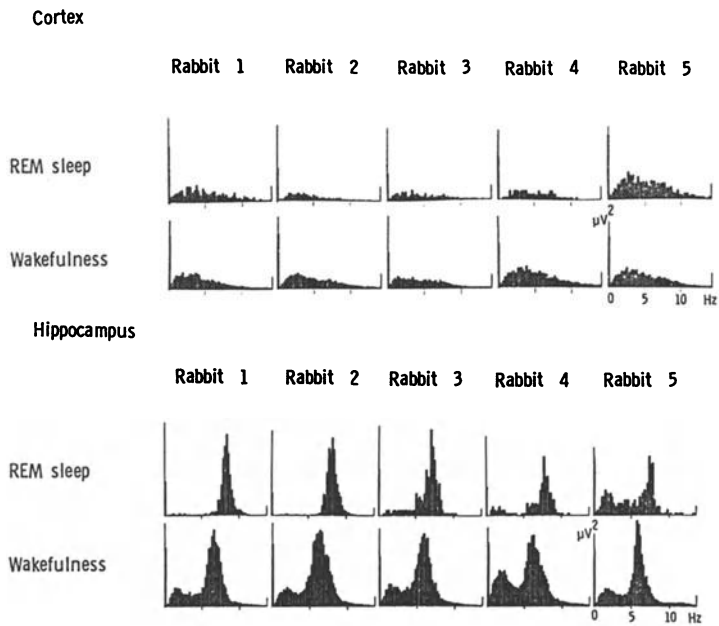 Cortex
Rabbit 1 Rabbit 2 Rabbit 3 Rabbit 4 Rabbit 5
REM sleep
μV²
Wakefulness
0 5 10 Hz
Hippocampus
Rabbit 1 Rabbit 2 Rabbit 3 Rabbit 4 Rabbit 5
REM sleep
μV²
Wakefulness
0 5 10 Hz